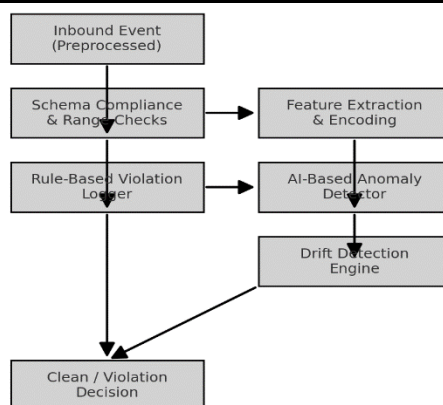 Inbound Event
(Preprocessed)
Schema Compliance
& Range Checks
Feature Extraction
& Encoding
Rule-Based Violation
Logger
AI-Based Anomaly
Detector
Drift Detection
Engine
Clean / Violation
Decision